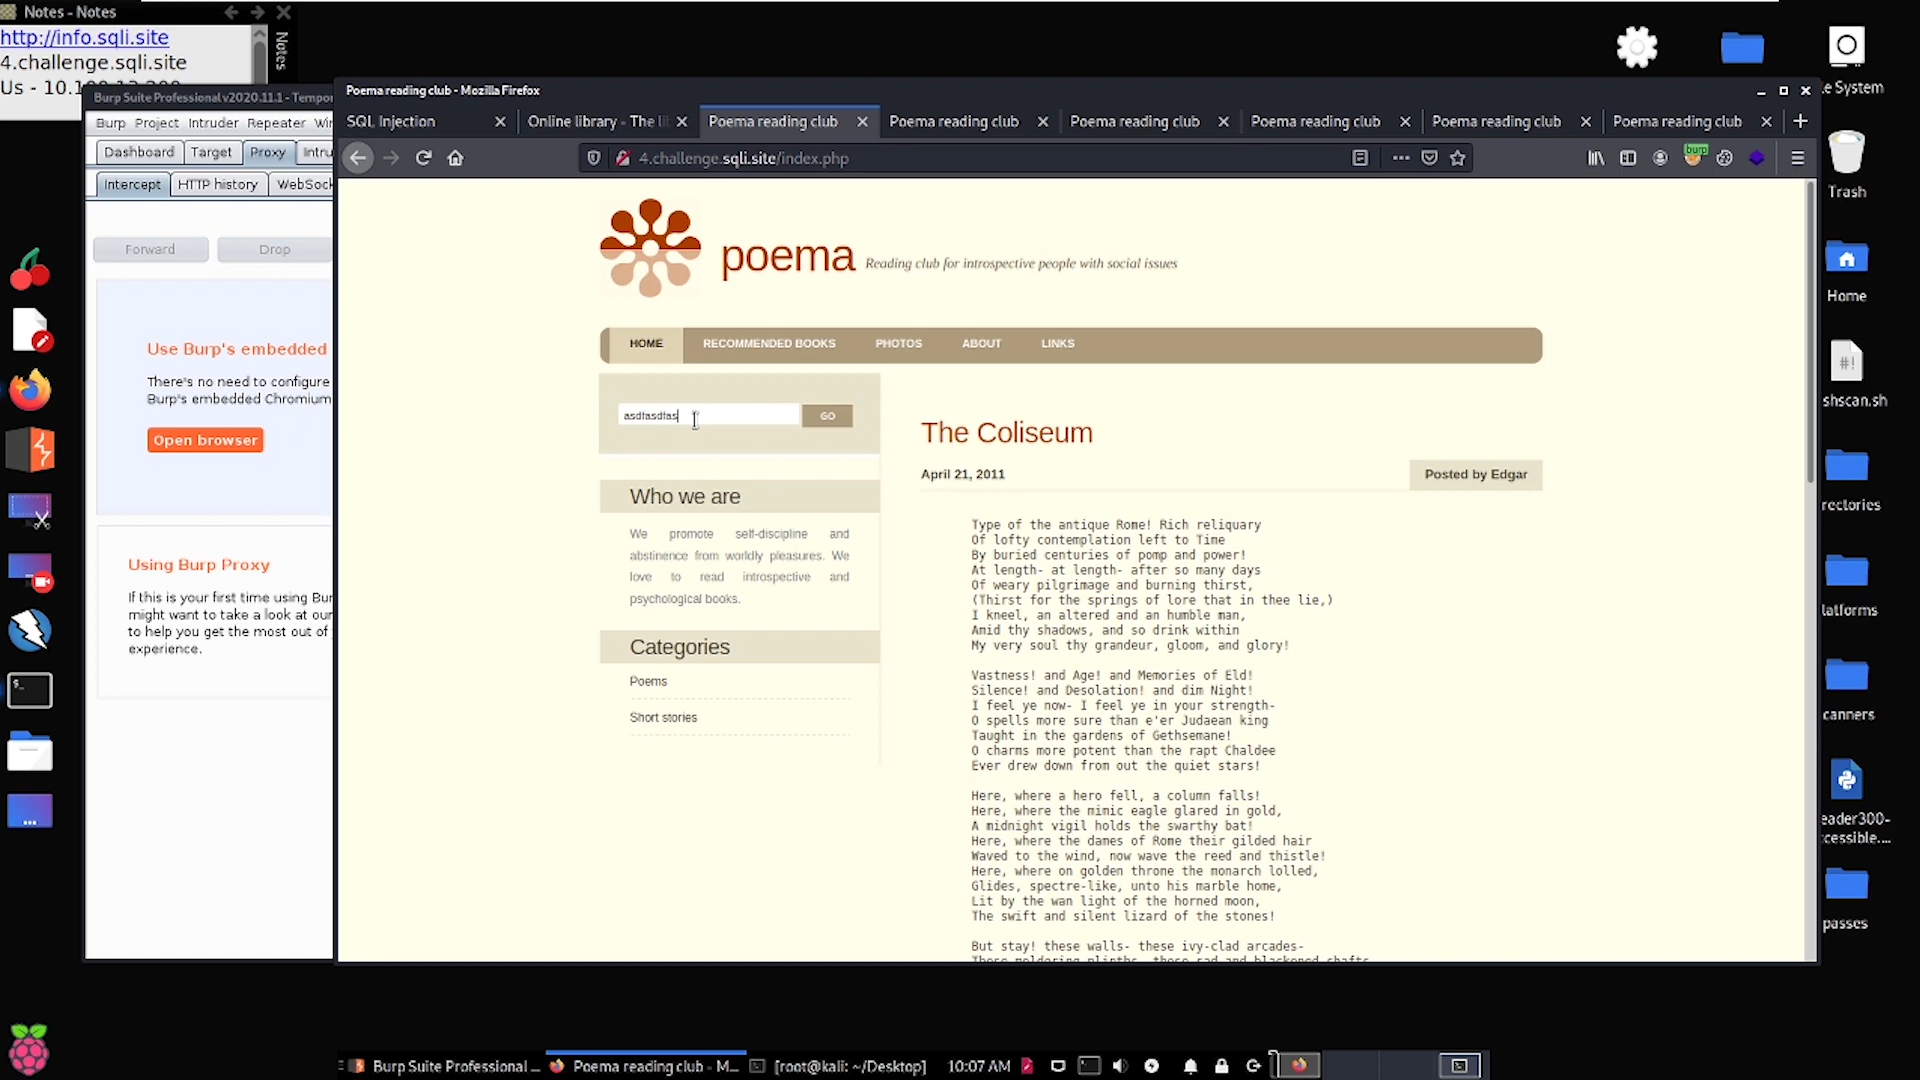 Notes - Notes
http://info.sqli.site
4.challenge.sqli.site
Notes
Burp Suite Professional v2020.11.1 - Tempor
Burp Project Intruder Repeater
Dashboard Target Proxy
Intercept HTTP history
Forward Drop
Use Burp's embedded
There's no need to configure
Burp's embedded Chromium
Open browser
Using Burp Proxy
If this is your first time using Bur
might want to take a look at our
to help you get the most out of
experience.
Poema reading club - Mozilla Firefox
SQL Injection
Online library - The li
Poema reading club
Poema reading club
Poema reading club
Poema reading club
Poema reading club
Poema reading club
4.challenge.sqli.site/index.php
burp
poema
Reading club for introspective people with social issues
HOME RECOMMENDED BOOKS PHOTOS ABOUT LINKS
asdfasdfas
GO
Who we are
We promote self-discipline and
abstinence from worldly pleasures. We
love to read introspective and
psychological books.
Categories
Poems
Short stories
The Coliseum
April 21, 2011
Posted by Edgar
Type of the antique Rome! Rich reliquary
Of lofty contemplation left to Time
By buried centuries of pomp and power!
At length- at length- after so many days
Of weary pilgrimage and burning thirst,
(Thirst for the springs of lore that in thee lie,)
I kneel, an altered and an humble man,
Amid thy shadows, and so drink within
My very soul thy grandeur, gloom, and glory!
Vastness! and Age! and Memories of Eld!
Silence! and Desolation! and dim Night!
I feel ye now- I feel ye in your strength-
O spells more sure than e'er Judaean king
Taught in the gardens of Gethsemane!
O charms more potent than the rapt Chaldee
Ever drew down from out the quiet stars!
Here, where a hero fell, a column falls!
Here, where the mimic eagle glared in gold,
A midnight vigil holds the swarthy bat!
Here, where the dames of Rome their gilded hair
Waved to the wind, now wave the reed and thistle!
Here, where on golden throne the monarch lolled,
Glides, spectre-like, unto his marble home,
Lit by the wan light of the horned moon,
The swift and silent lizard of the stones!
But stay! these walls- these ivy-clad arcades-
e System
Trash
Home
#!
shscan.sh
rectories
latforms
canners
eader300-
ccessible....
passes
Burp Suite Professional ...
Poema reading club - M...
[root@kali: ~/Desktop]
10:07 AM